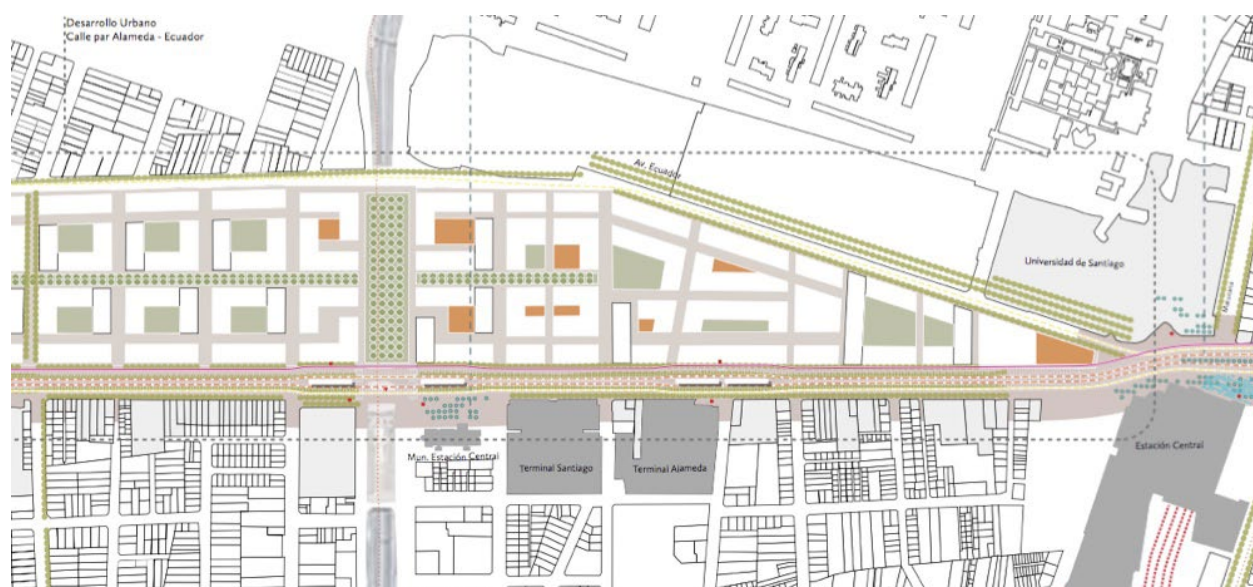 Desarrollo Urbano
Calle par Alameda - Ecuador
Av. Ecuador
Universidad de Santiago
Matucana
Mun. Estación Central
Terminal Santiago
Terminal Alameda
Estación Central